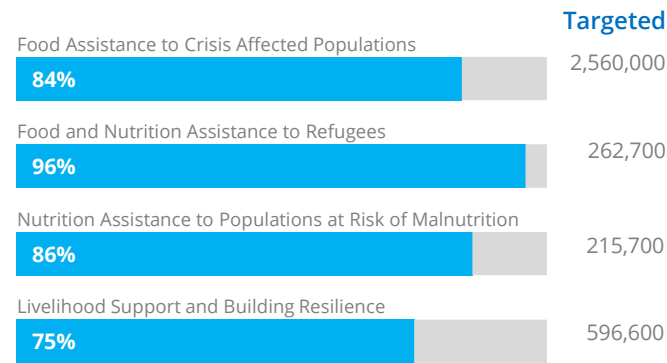 Targeted
Food Assistance to Crisis Affected Populations
84%
2,560,000
Food and Nutrition Assistance to Refugees
96%
262,700
Nutrition Assistance to Populations at Risk of Malnutrition
86%
215,700
Livelihood Support and Building Resilience
75%
596,600